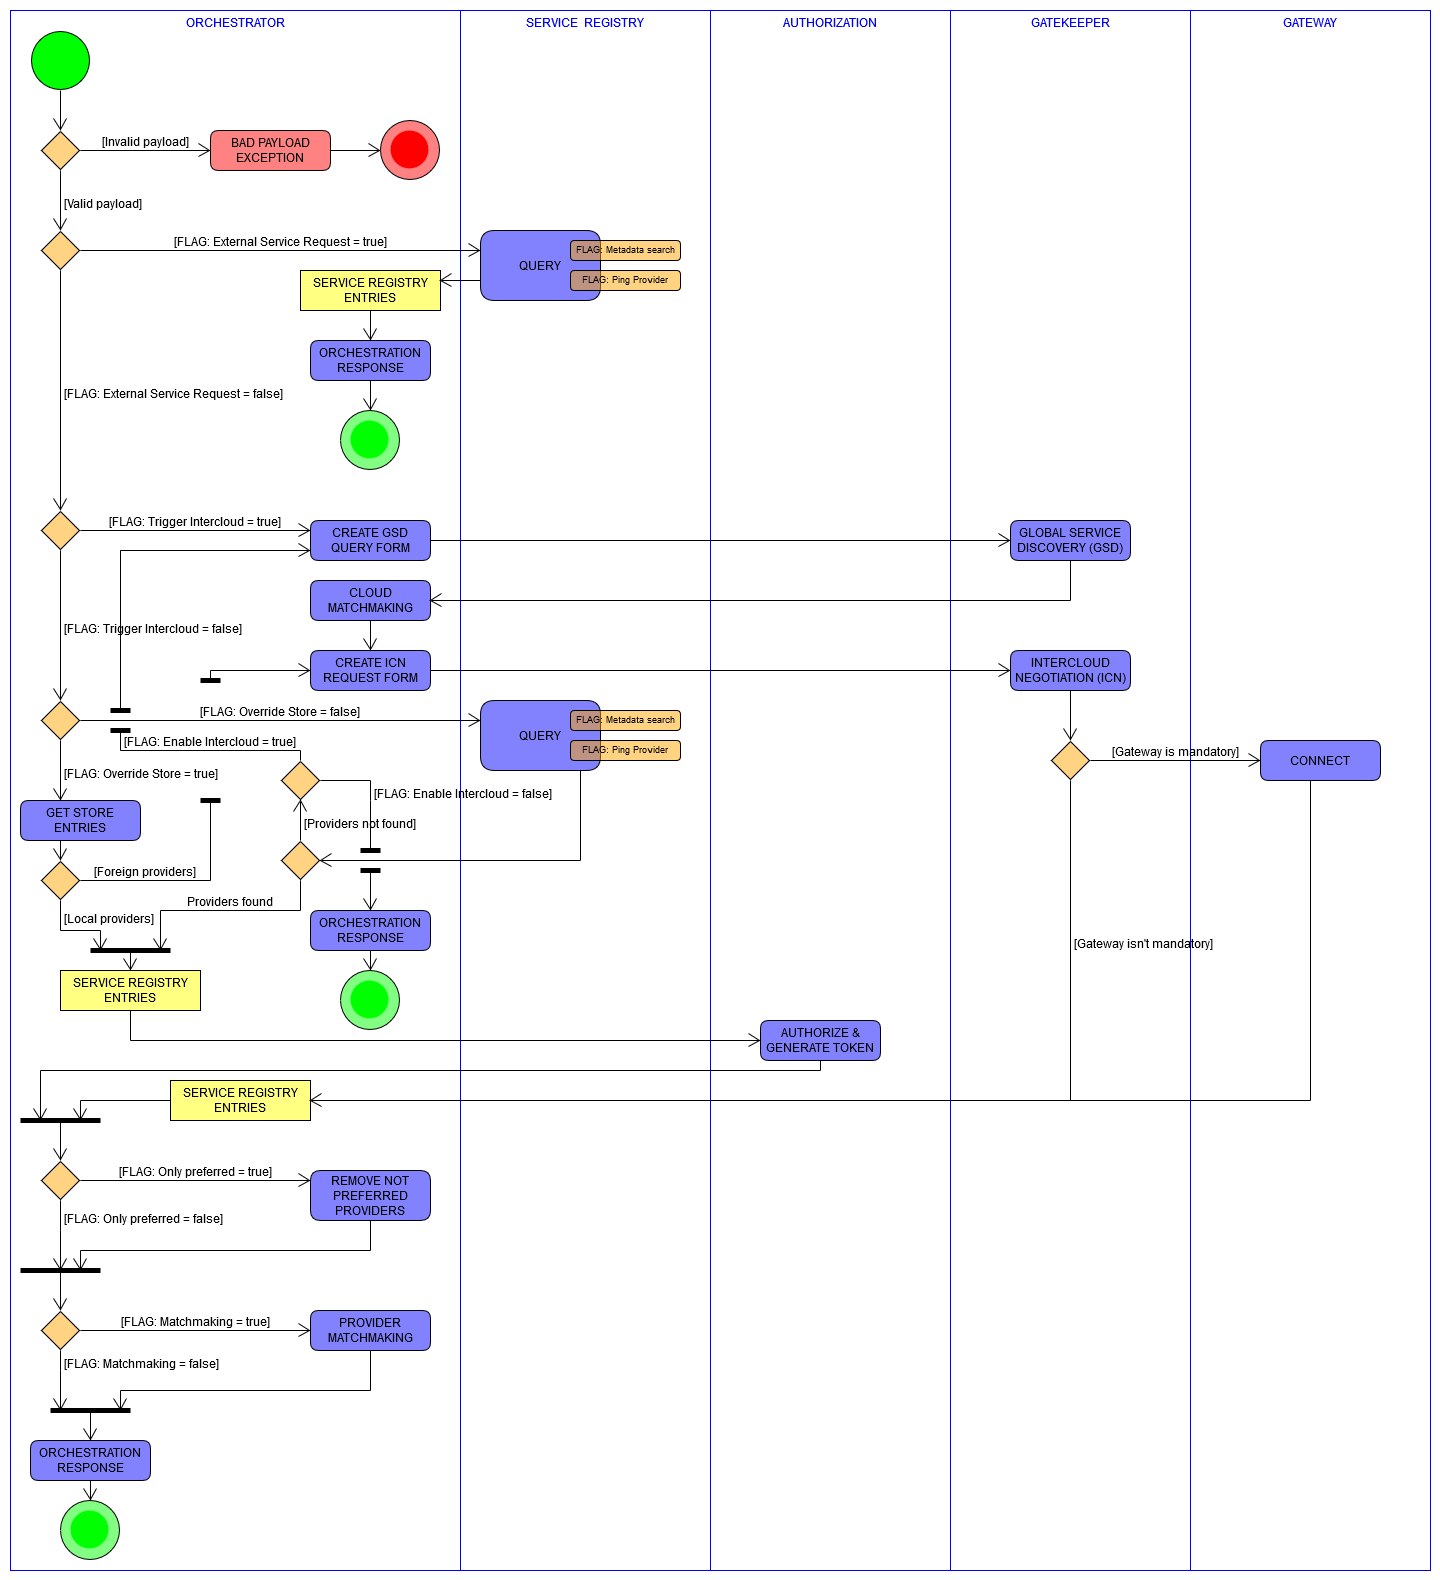 ORCHESTRATOR
SERVICE  REGISTRY
AUTHORIZATION
GATEKEEPER
GATEWAY
[Invalid payload]
BAD PAYLOAD
EXCEPTION
[Valid payload]
[FLAG: External Service Request = true]
QUERY
FLAG: Metadata search
FLAG: Ping Provider
SERVICE REGISTRY
ENTRIES
ORCHESTRATION
RESPONSE
[FLAG: External Service Request = false]
[FLAG: Trigger Intercloud = true]
CREATE GSD
QUERY FORM
GLOBAL SERVICE
DISCOVERY (GSD)
CLOUD
MATCHMAKING
[FLAG: Trigger Intercloud = false]
CREATE ICN
REQUEST FORM
INTERCLOUD
NEGOTIATION (ICN)
[FLAG: Override Store = false]
QUERY
FLAG: Metadata search
FLAG: Ping Provider
[FLAG: Enable Intercloud = true]
[Gateway is mandatory]
CONNECT
[FLAG: Override Store = true]
[FLAG: Enable Intercloud = false]
GET STORE
ENTRIES
[Providers not found]
[Foreign providers]
Providers found
[Local providers]
ORCHESTRATION
RESPONSE
[Gateway isn't mandatory]
SERVICE REGISTRY
ENTRIES
AUTHORIZE &
GENERATE TOKEN
SERVICE REGISTRY
ENTRIES
[FLAG: Only preferred = true]
REMOVE NOT
PREFERRED
PROVIDERS
[FLAG: Only preferred = false]
[FLAG: Matchmaking = true]
PROVIDER
MATCHMAKING
[FLAG: Matchmaking = false]
ORCHESTRATION
RESPONSE